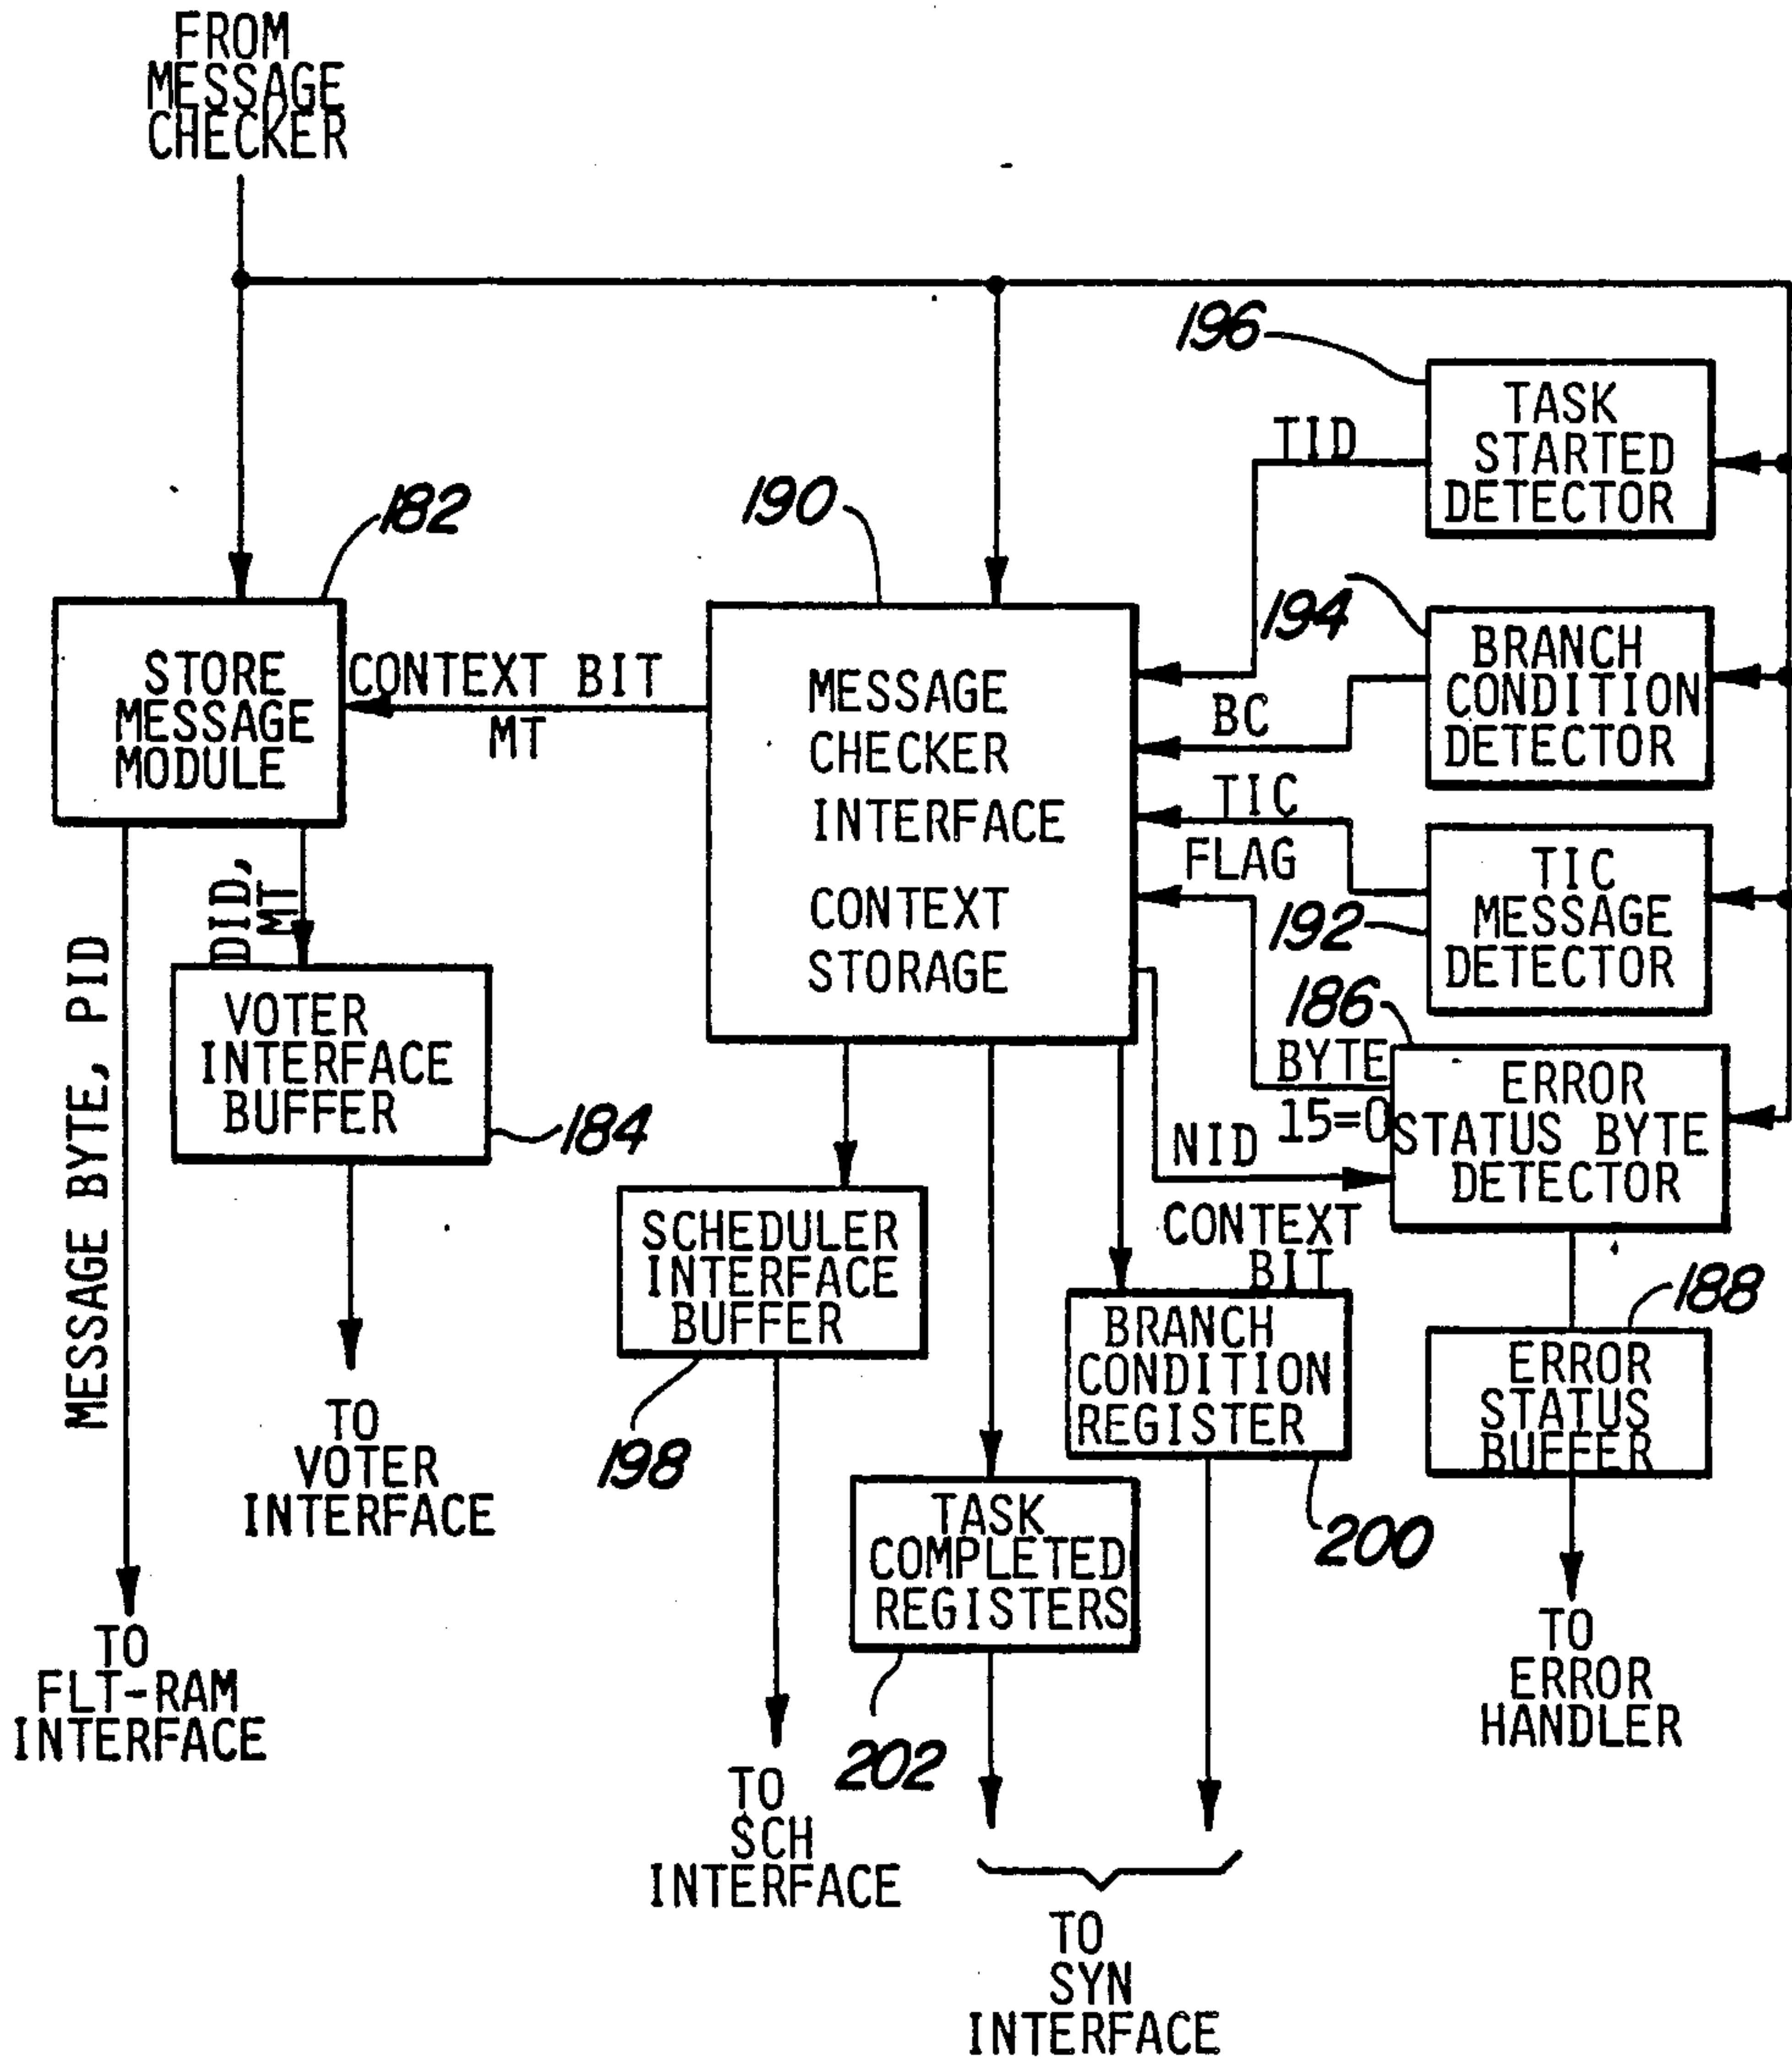 FROM
MESSAGE
CHECKER
196
TASK
STARTED
DETECTOR
TID
182
190
194
BRANCH
CONDITION
DETECTOR
STORE
MESSAGE
MODULE
CONTEXT BIT
MT
MESSAGE
CHECKER
INTERFACE
CONTEXT
STORAGE
BC
TIC
FLAG
TIC
MESSAGE
DETECTOR
192
DID,
MT
MESSAGE BYTE, PID
VOTER
INTERFACE
BUFFER
184
186
BYTE
15=0
ERROR
STATUS BYTE
DETECTOR
NID
CONTEXT
BIT
SCHEDULER
INTERFACE
BUFFER
198
BRANCH
CONDITION
REGISTER
200
188
ERROR
STATUS
BUFFER
TO
VOTER
INTERFACE
TASK
COMPLETED
REGISTERS
202
TO
FLT-RAM
INTERFACE
TO
ERROR
HANDLER
TO
SCH
INTERFACE
TO
SYN
INTERFACE